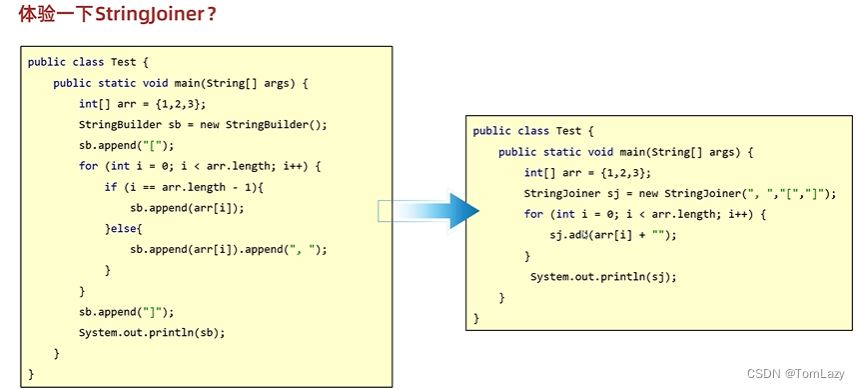 体验一下StringJoiner？
public class Test {
public static void main(String[] args) {
int[] arr = {1,2,3};
StringBuilder sb = new StringBuilder();
sb.append("[");
for (int i = 0; i < arr.length; i++) {
if (i == arr.length - 1){
sb.append(arr[i]);
}else{
sb.append(arr[i]).append(", ");
}
}
sb.append("]");
System.out.println(sb);
}
}
public class Test {
public static void main(String[] args) {
int[] arr = {1,2,3};
StringJoiner sj = new StringJoiner(", ","[","]");
for (int i = 0; i < arr.length; i++) {
sj.add(arr[i] + "");
}
System.out.println(sj);
}
}
CSDN @TomLazy